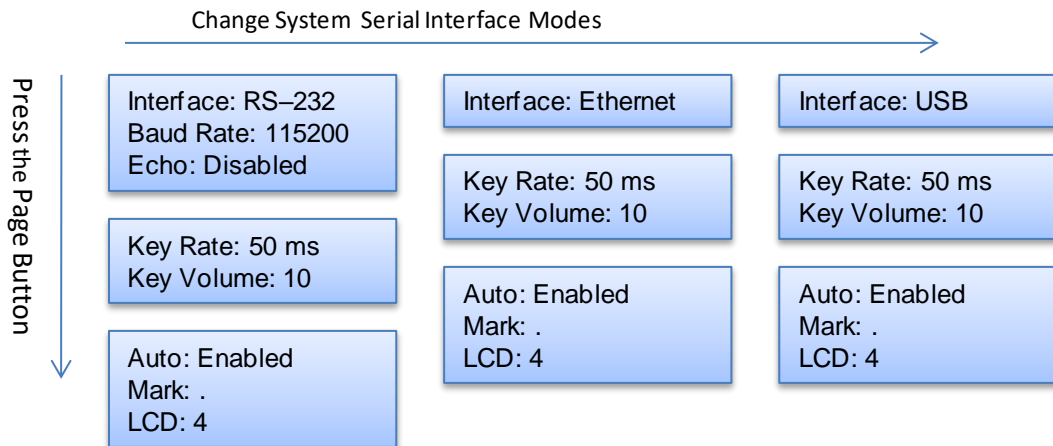 Change System Serial Interface Modes
Press the Page Button
Interface: RS–232
Baud Rate: 115200
Echo: Disabled
Key Rate: 50 ms
Key Volume: 10
Auto: Enabled
Mark: .
LCD: 4
Interface: Ethernet
Key Rate: 50 ms
Key Volume: 10
Auto: Enabled
Mark: .
LCD: 4
Interface: USB
Key Rate: 50 ms
Key Volume: 10
Auto: Enabled
Mark: .
LCD: 4